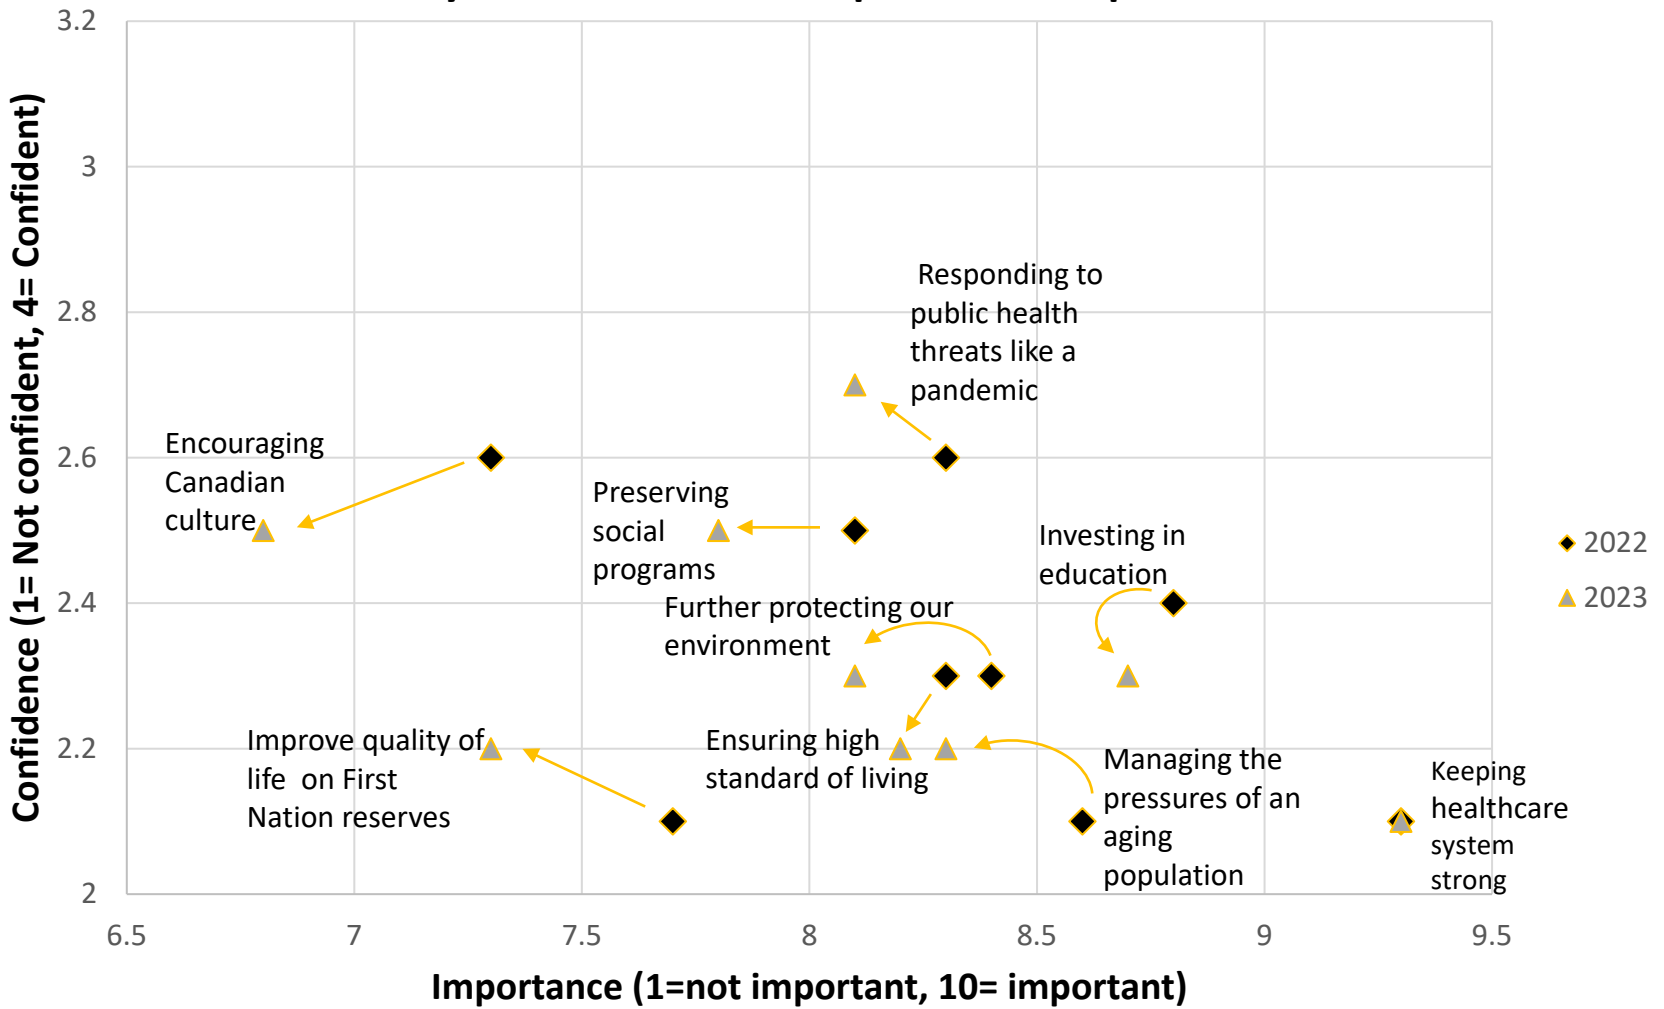 3.2
3
2.8
2.6
2.4
2.2
2
Confidence (1= Not confident, 4= Confident)
Responding to
public health
threats like a
pandemic
Encouraging
Canadian
culture
Preserving
social
programs
Investing in
education
Further protecting our
environment
2022
2023
Improve quality of
life  on First
Nation reserves
Ensuring high
standard of living
Managing the
pressures of an
aging
population
Keeping
healthcare
system
strong
6.5
7
7.5
8
8.5
9
9.5
Importance (1=not important, 10= important)